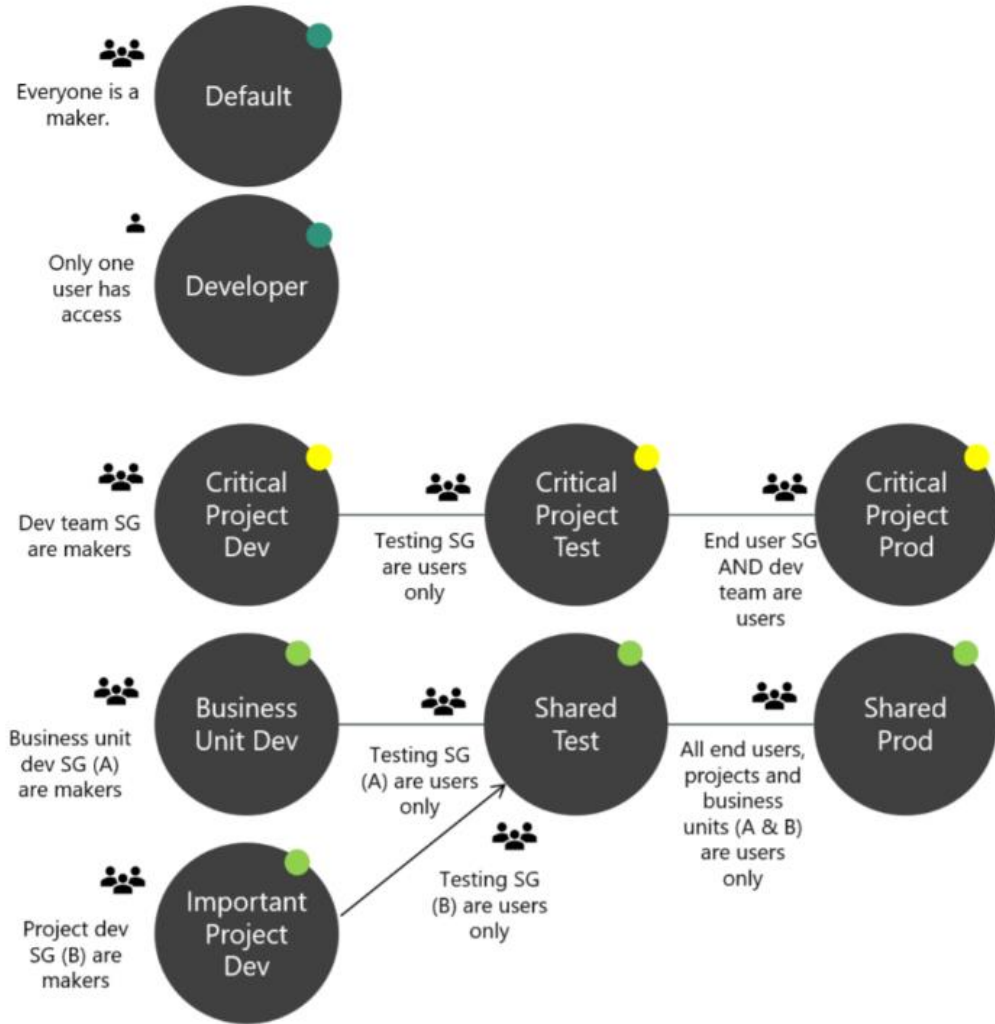 Everyone is a
maker.
Default
Only one
user has
access
Developer
Dev team SG
are makers
Critical
Project
Dev
Testing SG
are users
only
Critical
Project
Test
End user SG
AND dev
team are
users
Critical
Project
Prod
Business unit
dev SG (A)
are makers
Business
Unit Dev
Testing SG
(A) are users
only
Shared
Test
All end users,
projects and
business
units (A & B)
are users
only
Shared
Prod
Project dev
SG (B) are
makers
Important
Project
Dev
Testing SG
(B) are users
only